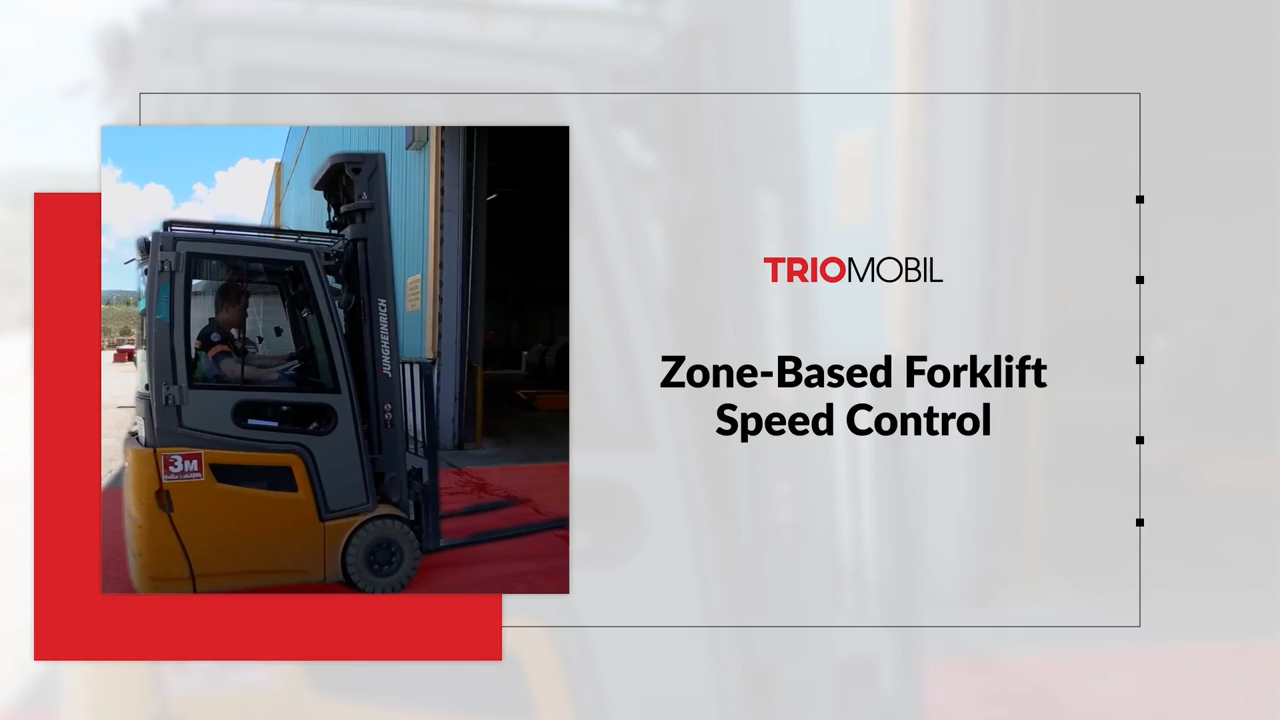 TRIOMOBIL
Zone-Based Forklift
Speed Control
JUNGHEINRICH
3M